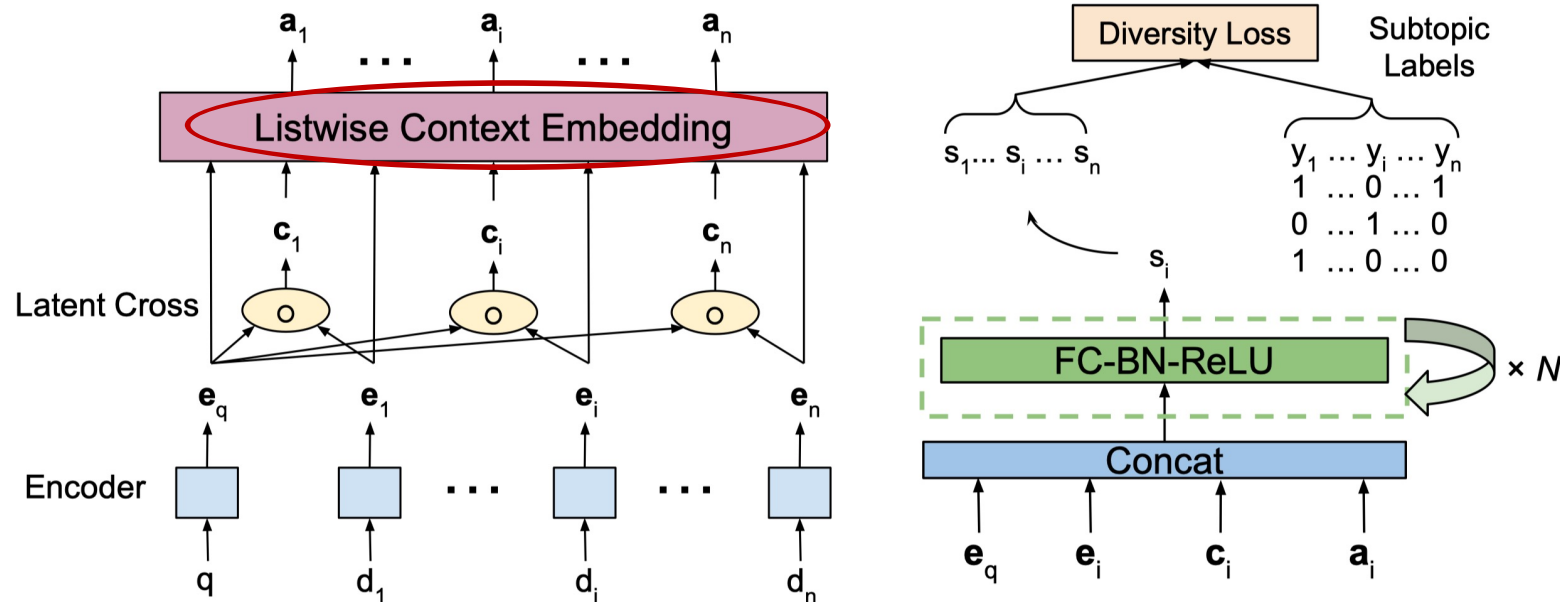 a1 ... ai ... an
Listwise Context Embedding
c1 ci cn
Latent Cross
eq e1 ei en
Encoder ... ...
q d1 di dn
Diversity Loss
Subtopic
Labels
s1... si ... sn
y1 ... yi ... yn
1 ... 0 ... 1
0 ... 1 ... 0
1 ... 0 ... 0
si
FC-BN-ReLU
× N
Concat
eq ei ci ai